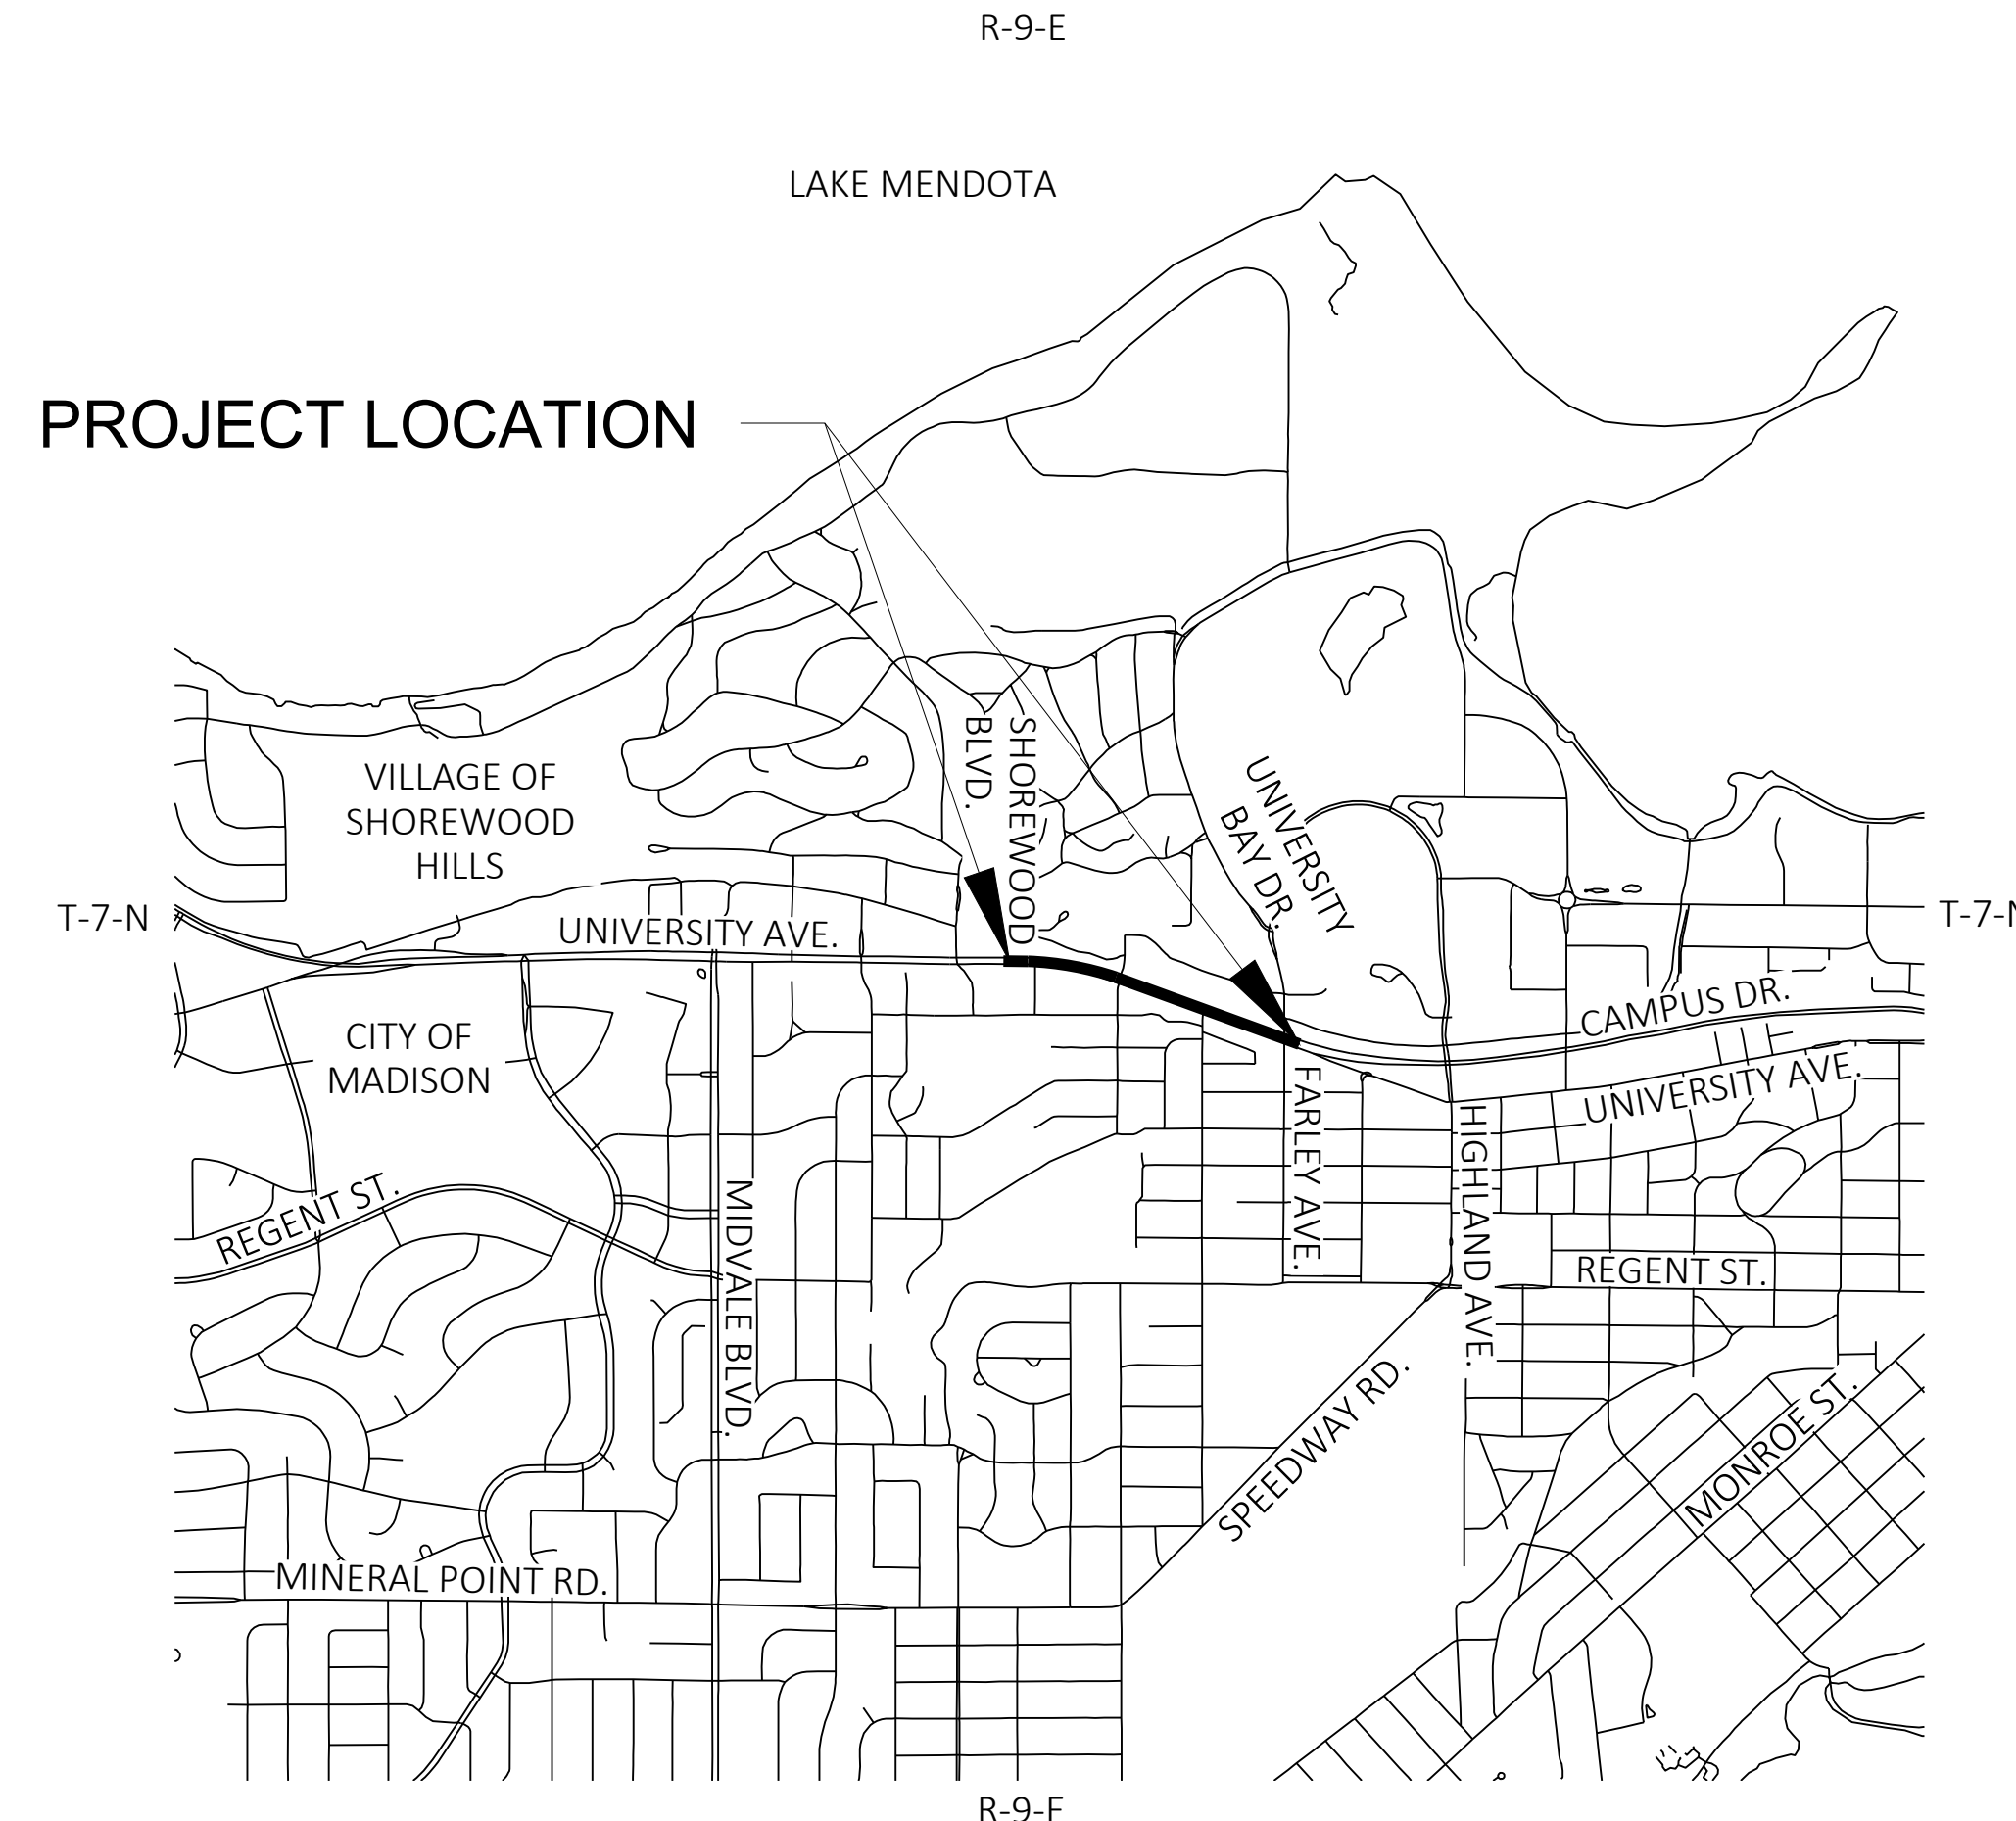 R-9-E
LAKE MENDOTA
PROJECT LOCATION
SHOREWOOD
BLVD.
UNIVERSITY
BAY DR.
VILLAGE OF
SHOREWOOD
HILLS
T-7-N
UNIVERSITY AVE.
T-7-N
CAMPUS DR.
CITY OF
MADISON
UNIVERSITY AVE.
FARLEY AVE.
HIGHLAND AVE.
REGENT ST.
MIDVALE BLVD.
REGENT ST.
SPEEDWAY RD.
MONROE ST.
MINERAL POINT RD.
R-9-E